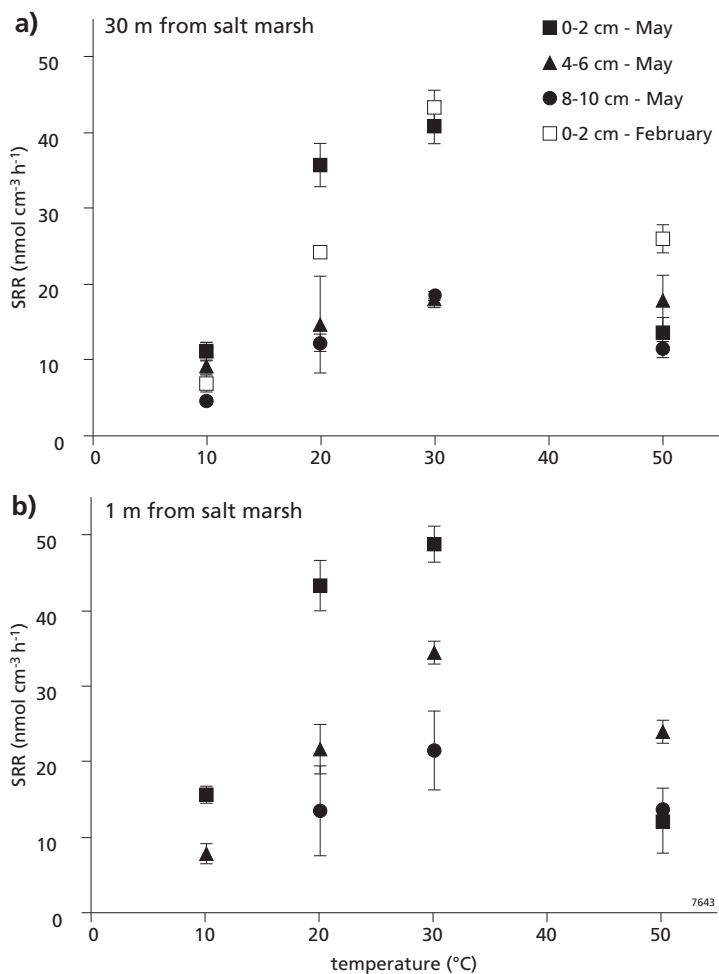 a)
30 m from salt marsh
0-2 cm - May
4-6 cm - May
8-10 cm - May
0-2 cm - February
SRR (nmol cm⁻³ h⁻¹)
50
40
30
20
10
0
0 10 20 30 40 50
b)
1 m from salt marsh
SRR (nmol cm⁻³ h⁻¹)
50
40
30
20
10
0
7643
0 10 20 30 40 50
temperature (°C)